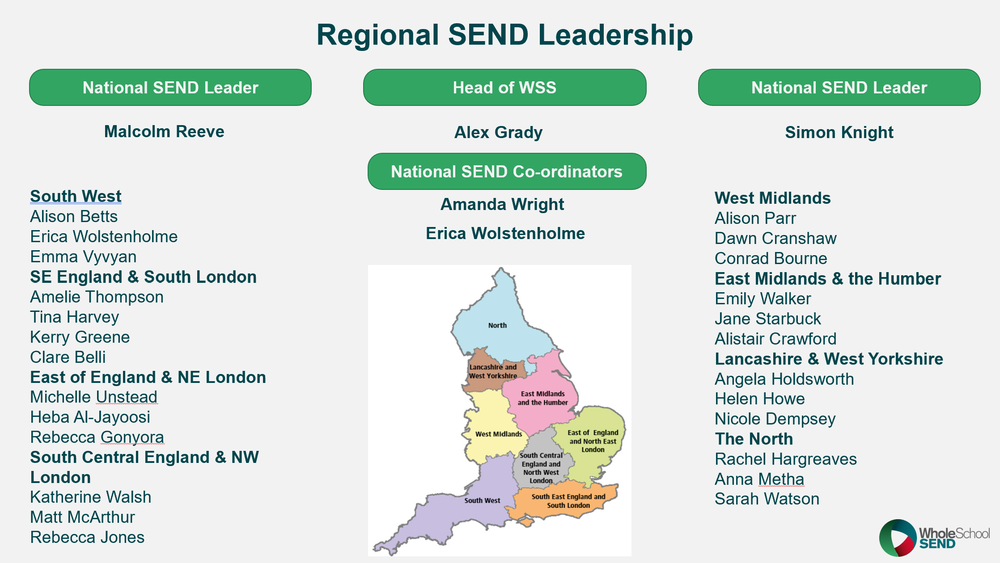 Regional SEND Leadership
National SEND Leader
Malcolm Reeve
South West
Alison Betts
Erica Wolstenholme
Emma Vyvyan
SE England & South London
Amelie Thompson
Tina Harvey
Kerry Greene
Clare Belli
East of England & NE London
Michelle Unstead
Heba Al-Jayoosi
Rebecca Gonyora
South Central England & NW
London
Katherine Walsh
Matt McArthur
Rebecca Jones
Head of WSS
Alex Grady
National SEND Co-ordinators
Amanda Wright
Erica Wolstenholme
North
Lancashire and
West Yorkshire
East Midlands
and the Humber
West Midlands
East of England
and North East
London
South Central
England and
North West
London
South West
South East England and
South London
National SEND Leader
Simon Knight
West Midlands
Alison Parr
Dawn Cranshaw
Conrad Bourne
East Midlands & the Humber
Emily Walker
Jane Starbuck
Alistair Crawford
Lancashire & West Yorkshire
Angela Holdsworth
Helen Howe
Nicole Dempsey
The North
Rachel Hargreaves
Anna Metha
Sarah Watson
WholeSchool
SEND